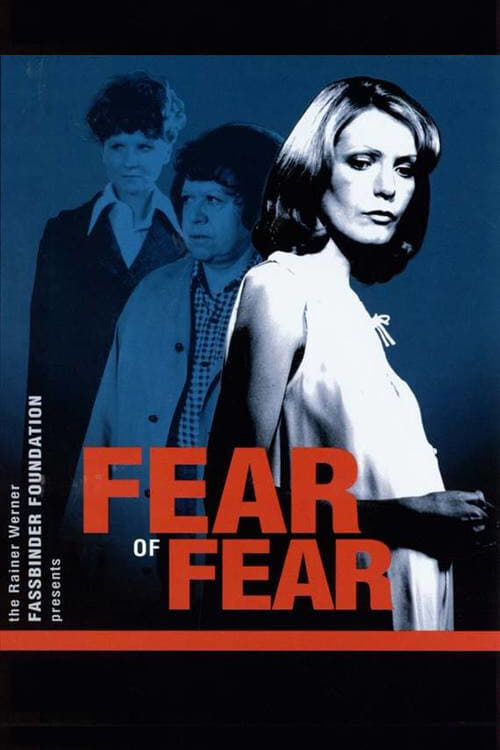 the Rainer Werner
FASSBINDER FOUNDATION
presents
FEAR
OF
FEAR